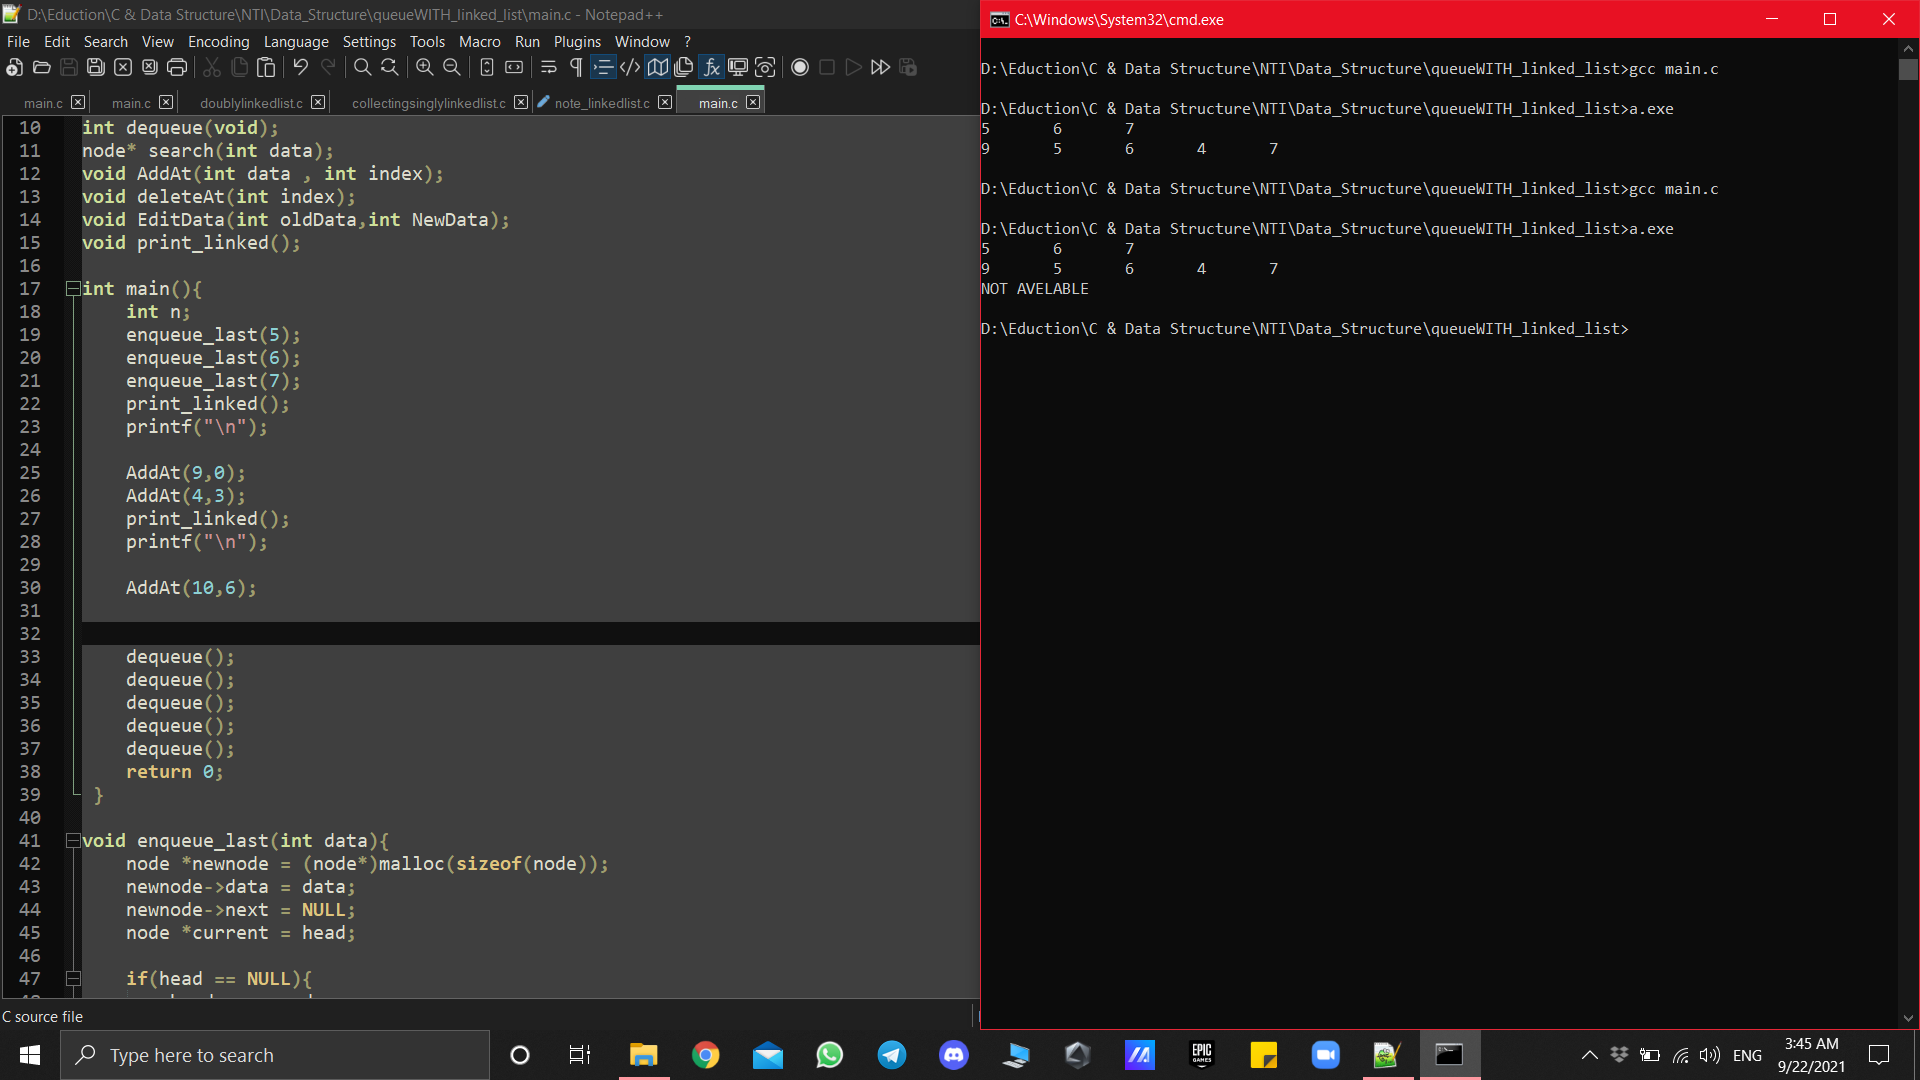 D:\Eduction\C & Data Structure\NTI\Data_Structure\queueWITH_linked_list\main.c - Notepad++
File Edit Search View Encoding Language Settings Tools Macro Run Plugins Window ?
main.c main.c doublylinkedlist.c collectingsinglylinkedlist.c note_linkedlist.c main.c
10 int dequeue(void);
11 node* search(int data);
12 void AddAt(int data , int index);
13 void deleteAt(int index);
14 void EditData(int oldData,int NewData);
15 void print_linked();
16
17 int main(){
18 int n;
19 enqueue_last(5);
20 enqueue_last(6);
21 enqueue_last(7);
22 print_linked();
23 printf("\n");
24
25 AddAt(9,0);
26 AddAt(4,3);
27 print_linked();
28 printf("\n");
29
30 AddAt(10,6);
31
32
33 dequeue();
34 dequeue();
35 dequeue();
36 dequeue();
37 dequeue();
38 return 0;
39 }
40
41 void enqueue_last(int data){
42 node *newnode = (node*)malloc(sizeof(node));
43 newnode->data = data;
44 newnode->next = NULL;
45 node *current = head;
46
47 if(head == NULL){
C source file
C:\Windows\System32\cmd.exe
D:\Eduction\C & Data Structure\NTI\Data_Structure\queueWITH_linked_list>gcc main.c
D:\Eduction\C & Data Structure\NTI\Data_Structure\queueWITH_linked_list>a.exe
5 6 7
9 5 6 4 7
D:\Eduction\C & Data Structure\NTI\Data_Structure\queueWITH_linked_list>gcc main.c
D:\Eduction\C & Data Structure\NTI\Data_Structure\queueWITH_linked_list>a.exe
5 6 7
9 5 6 4 7
NOT AVELABLE
D:\Eduction\C & Data Structure\NTI\Data_Structure\queueWITH_linked_list>
Type here to search
EPIC
GAMES
ENG
3:45 AM
9/22/2021